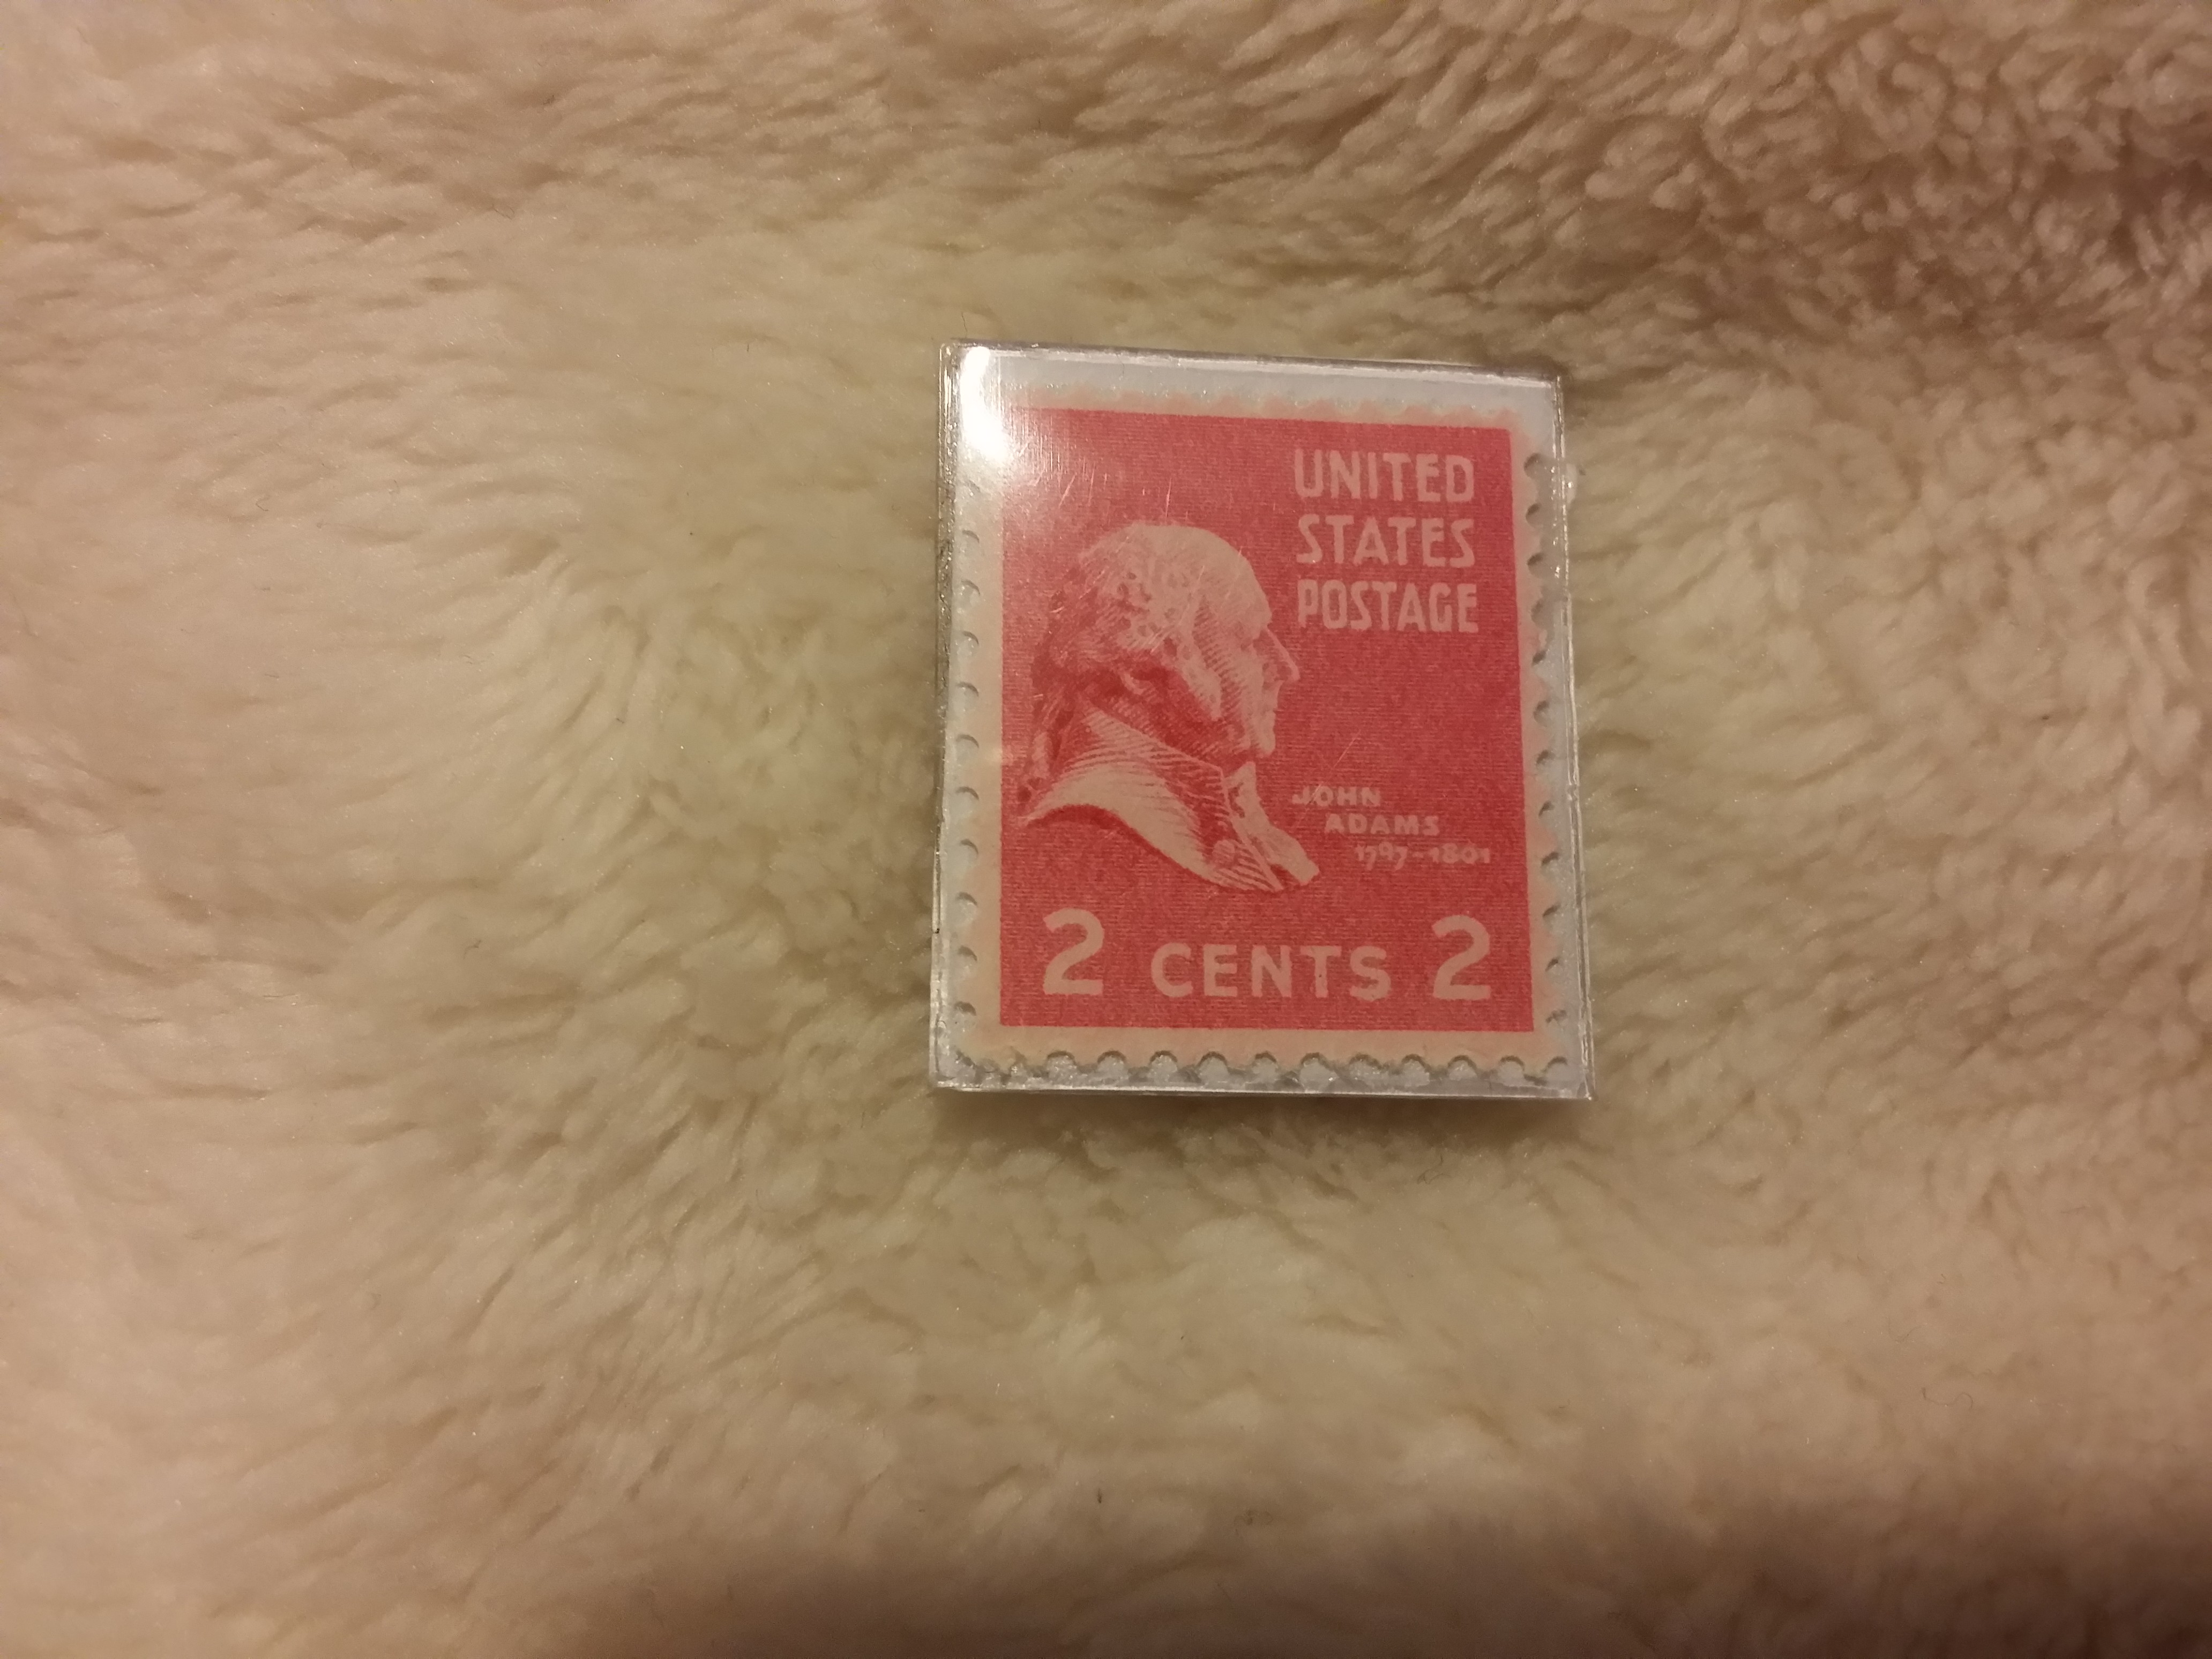 UNITED
STATES
POSTAGE
JOHN
ADAMS
1797-1801
2 CENTS 2